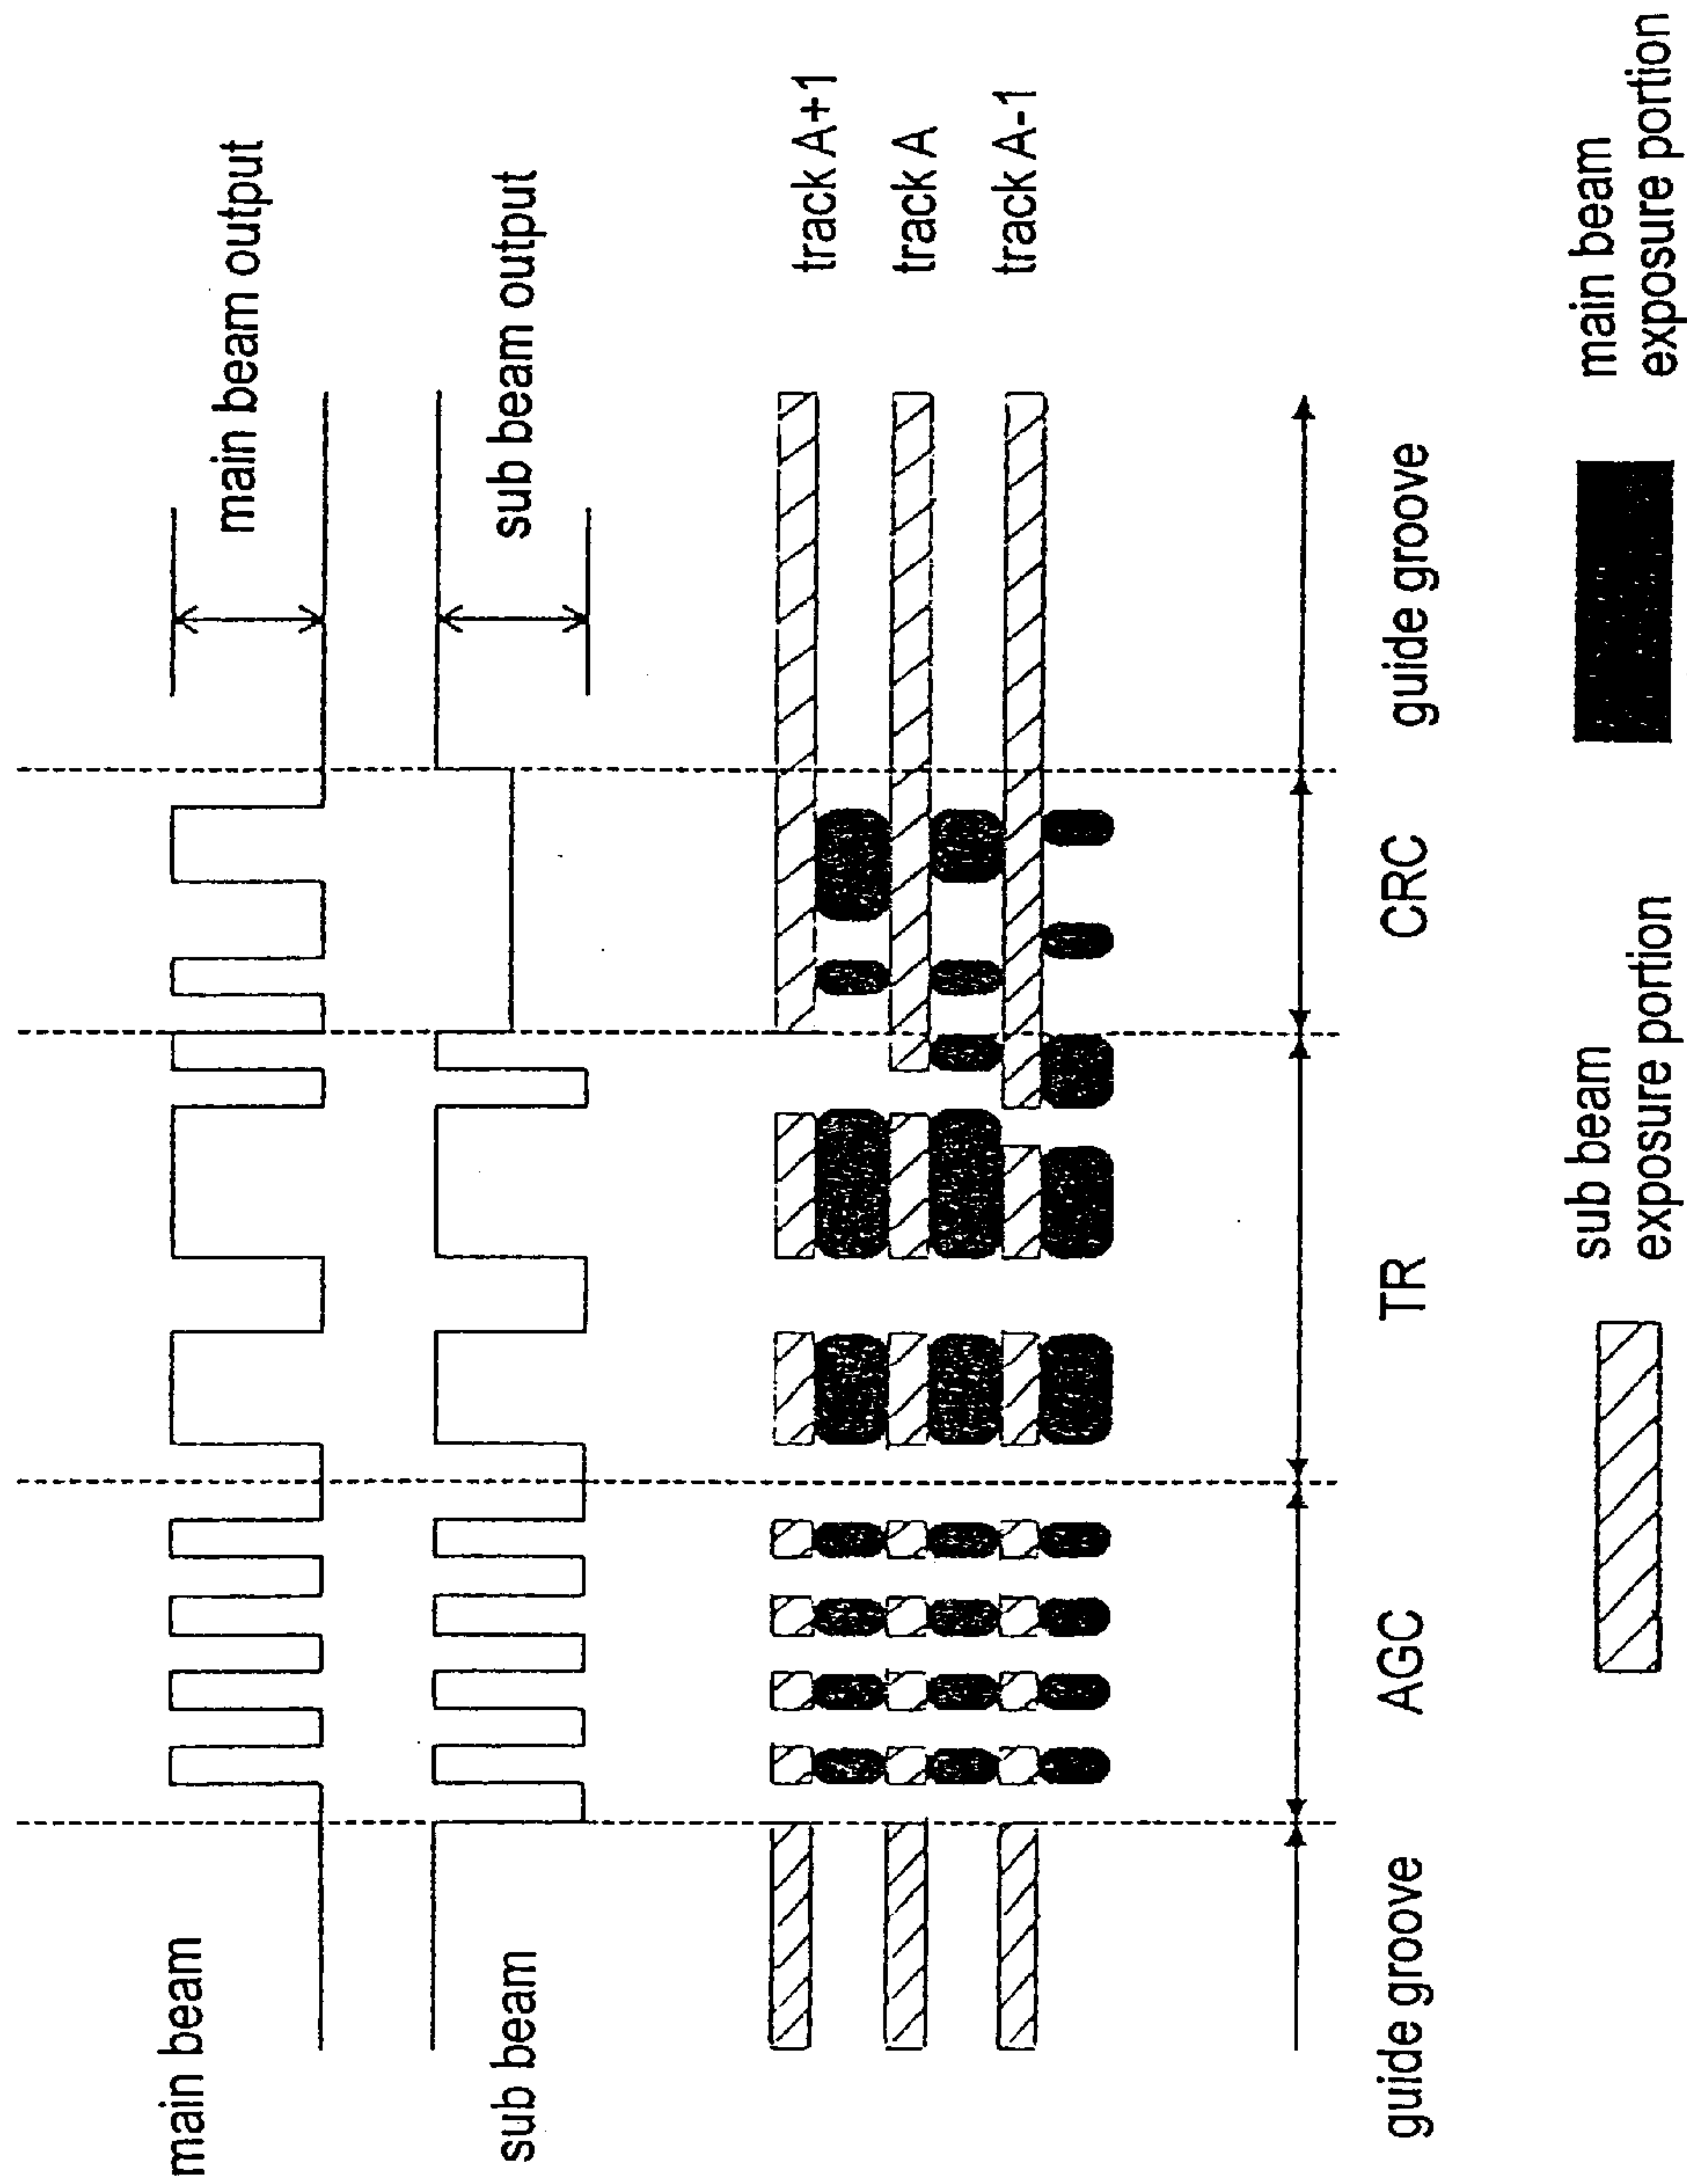 main beam
main beam output
sub beam
sub beam output
track A+1
track A
track A-1
guide groove
AGC
TR
CRC
guide groove
sub beam
exposure portion
main beam
exposure portion